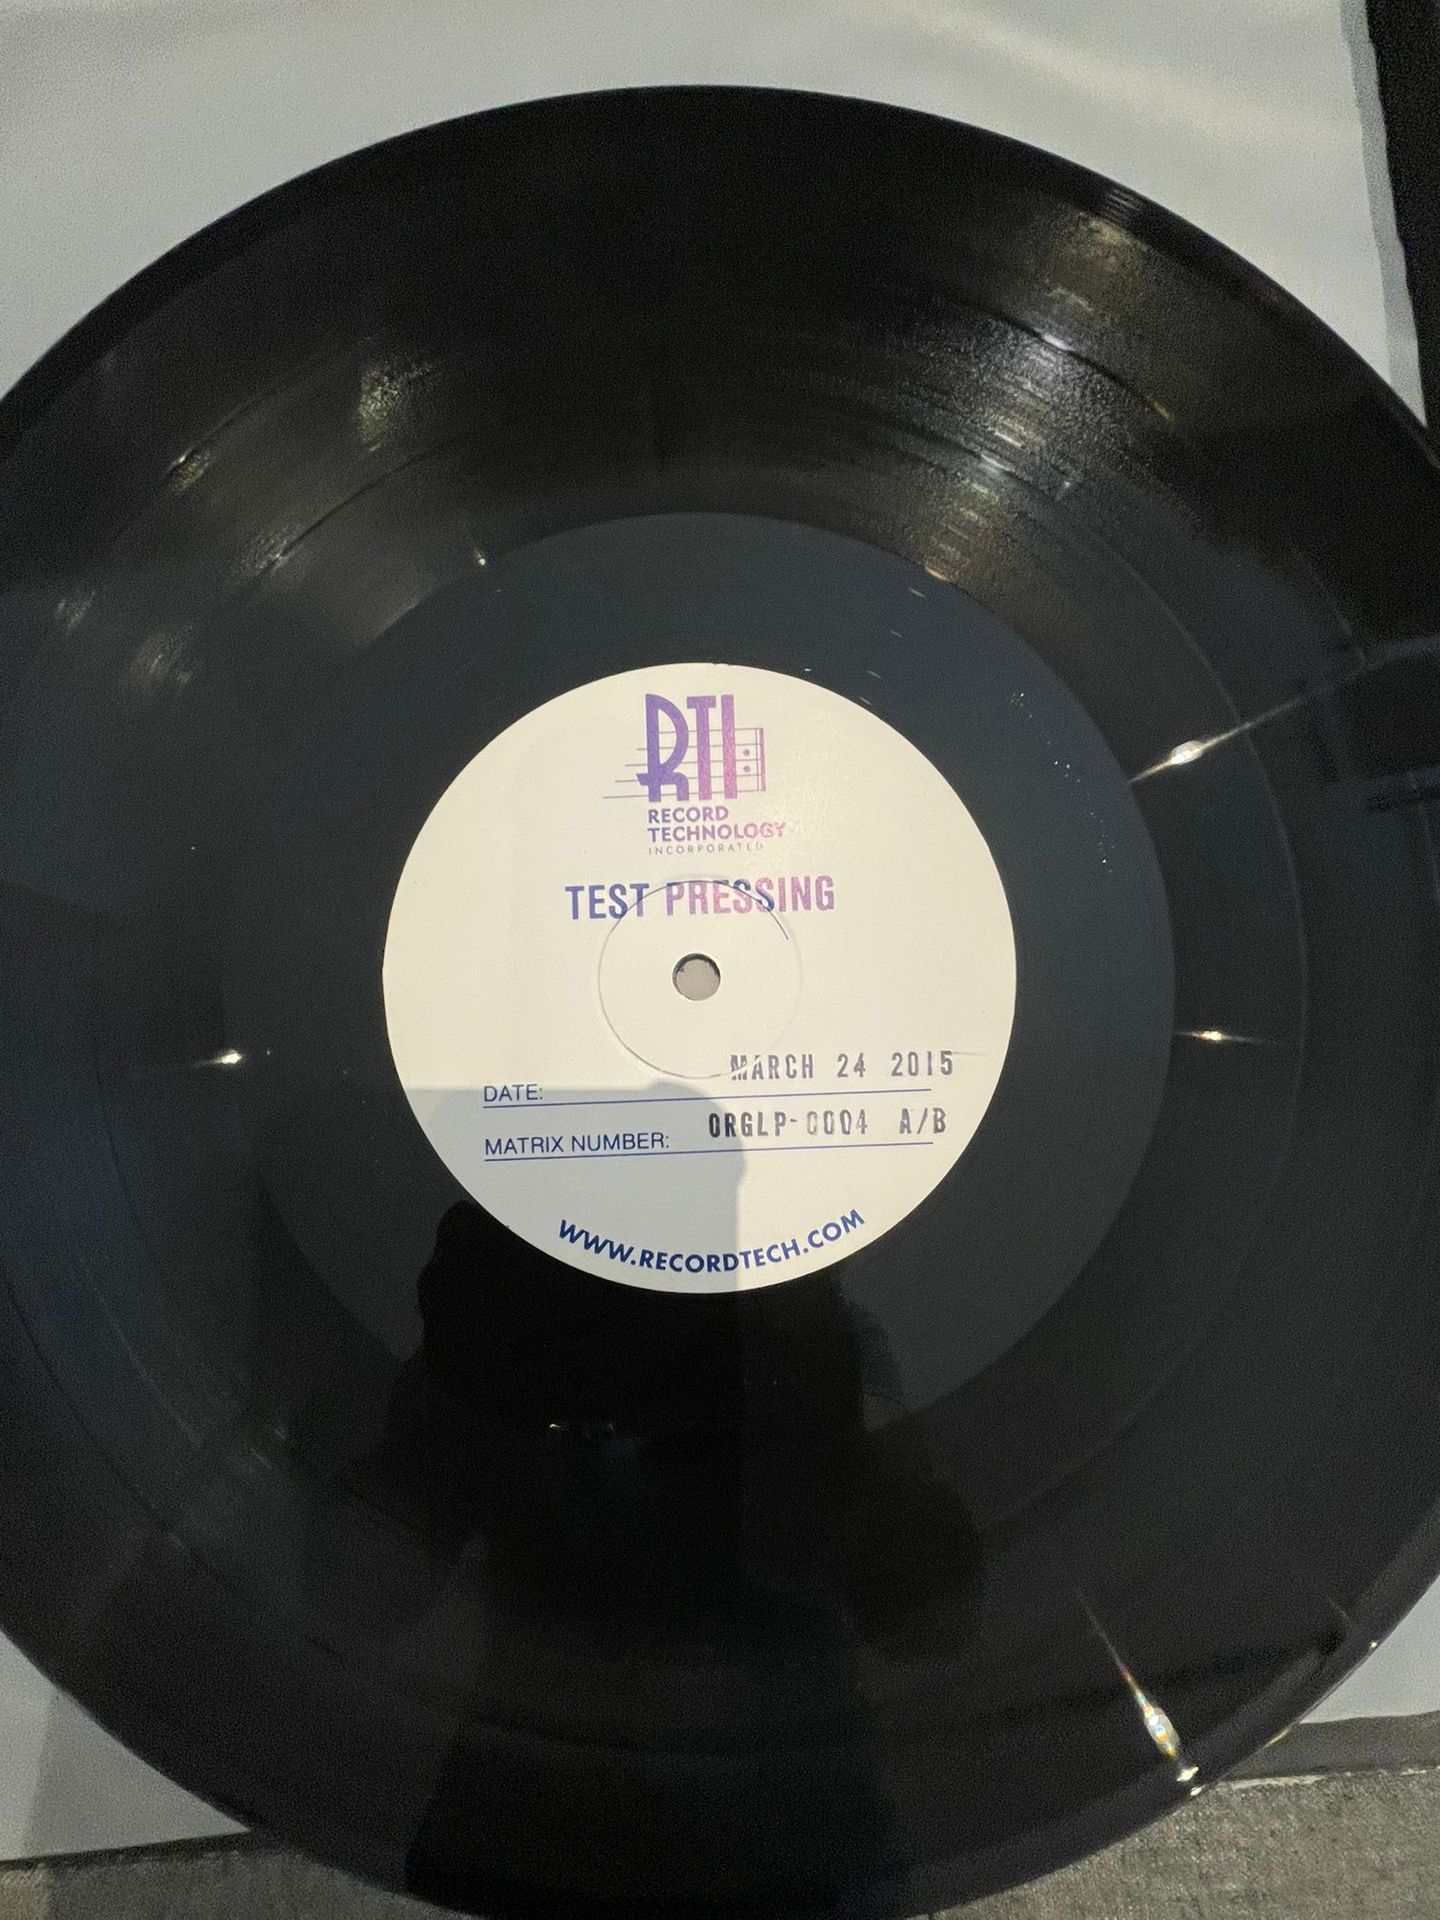 RTI
RECORD
TECHNOLOGY
INCORPORATED
TEST PRESSING
DATE: MARCH 24 2015
MATRIX NUMBER: ORGLP-0004 A/B
WWW.RECORDTECH.COM